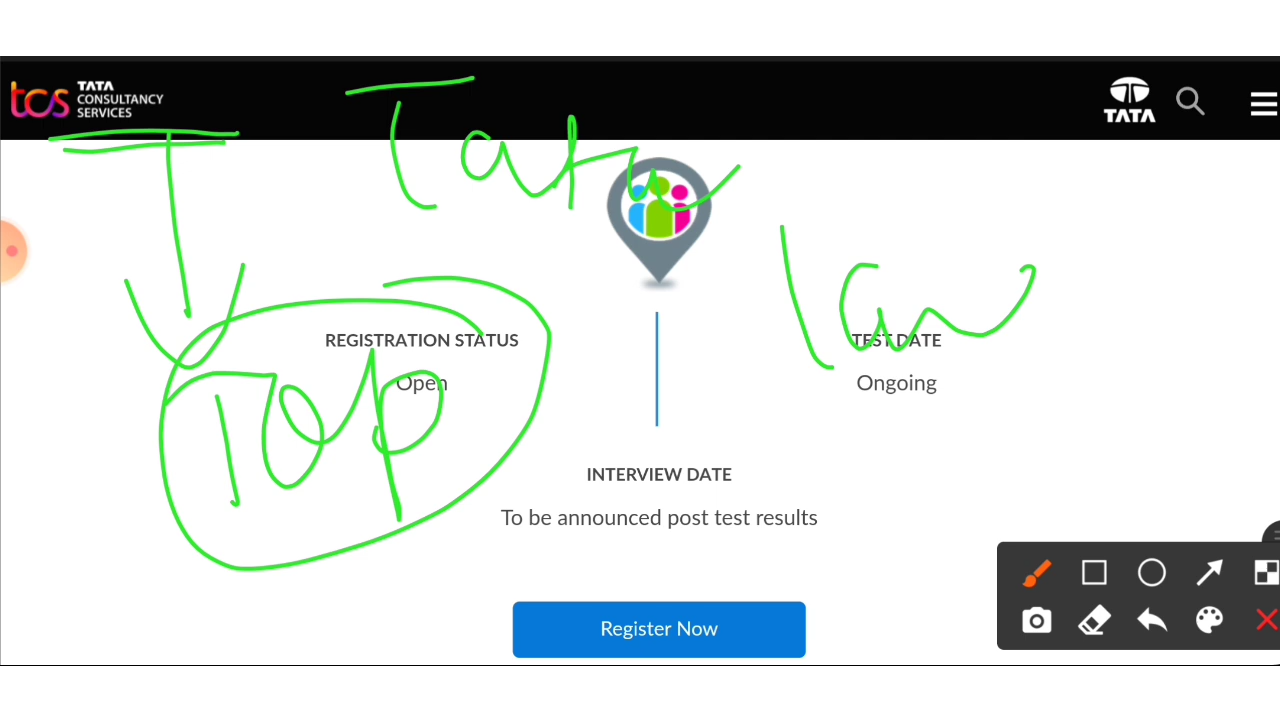 tcs TATA
CONSULTANCY
SERVICES
TATA
Tata
law
REGISTRATION STATUS
Open
TEST DATE
Ongoing
Top
INTERVIEW DATE
To be announced post test results
Register Now